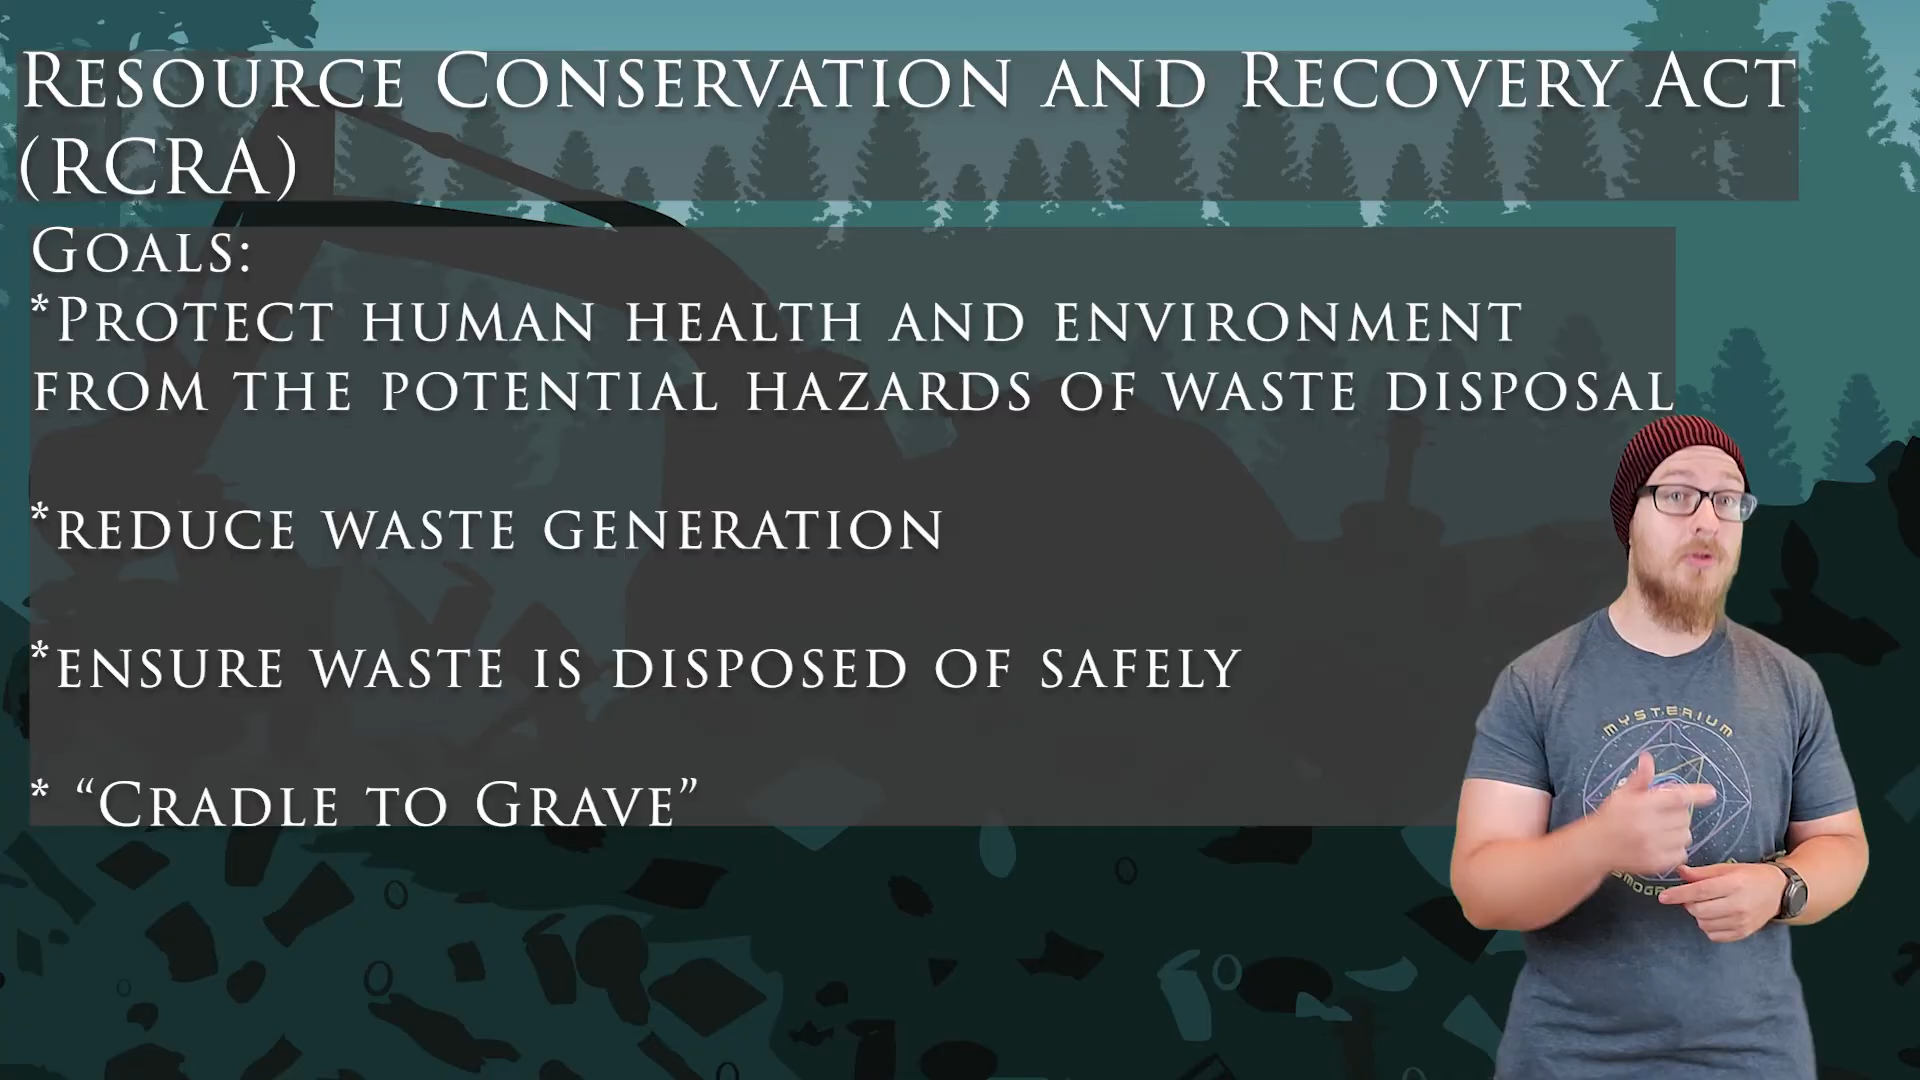 Resource Conservation and Recovery Act
(RCRA)
Goals:
*Protect human health and environment
from the potential hazards of waste disposal
*reduce waste generation
*ensure waste is disposed of safely
* “Cradle to Grave”
MYSTERIUM